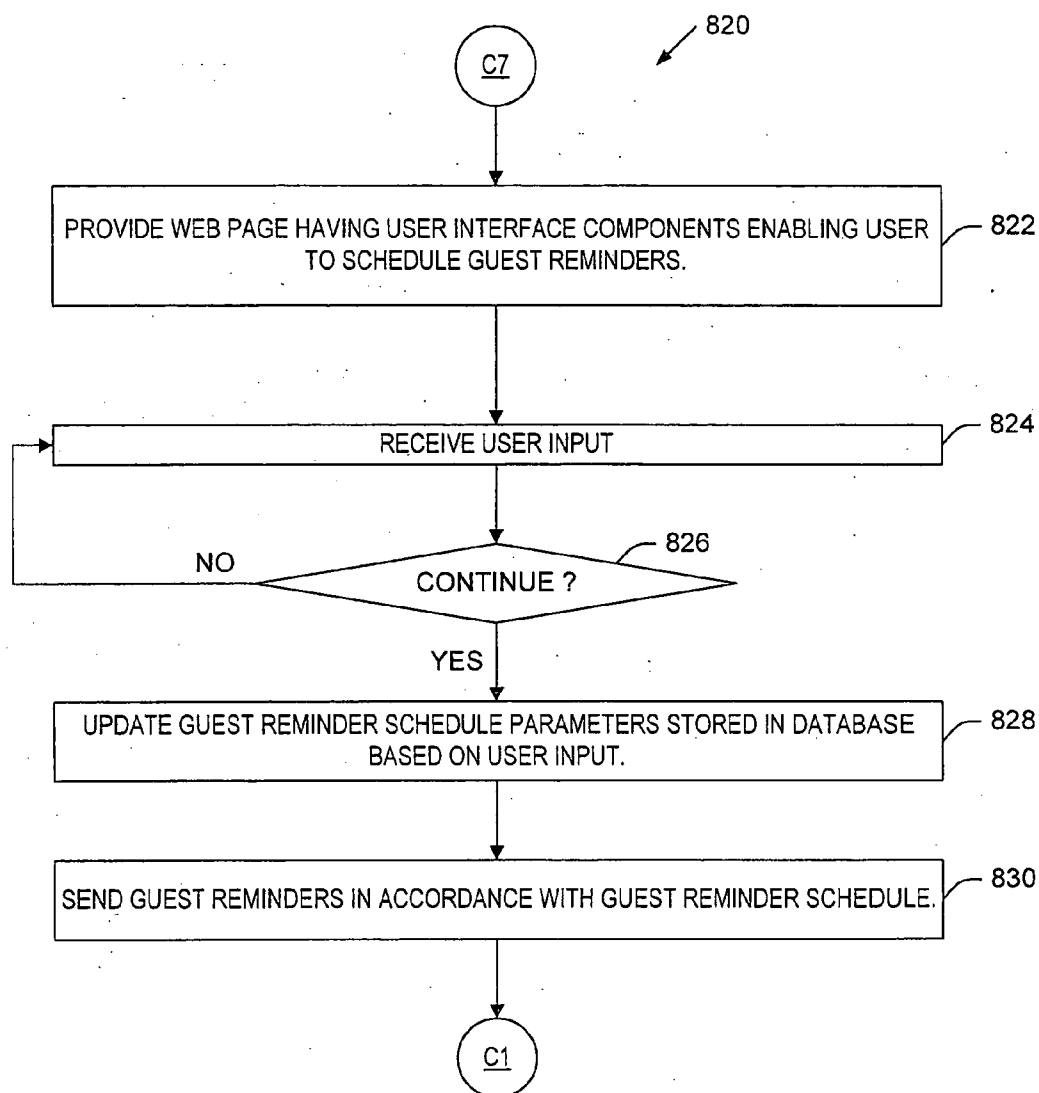 820
C7
PROVIDE WEB PAGE HAVING USER INTERFACE COMPONENTS ENABLING USER
TO SCHEDULE GUEST REMINDERS.
822
RECEIVE USER INPUT
824
NO
CONTINUE ?
826
YES
UPDATE GUEST REMINDER SCHEDULE PARAMETERS STORED IN DATABASE
BASED ON USER INPUT.
828
SEND GUEST REMINDERS IN ACCORDANCE WITH GUEST REMINDER SCHEDULE.
830
C1